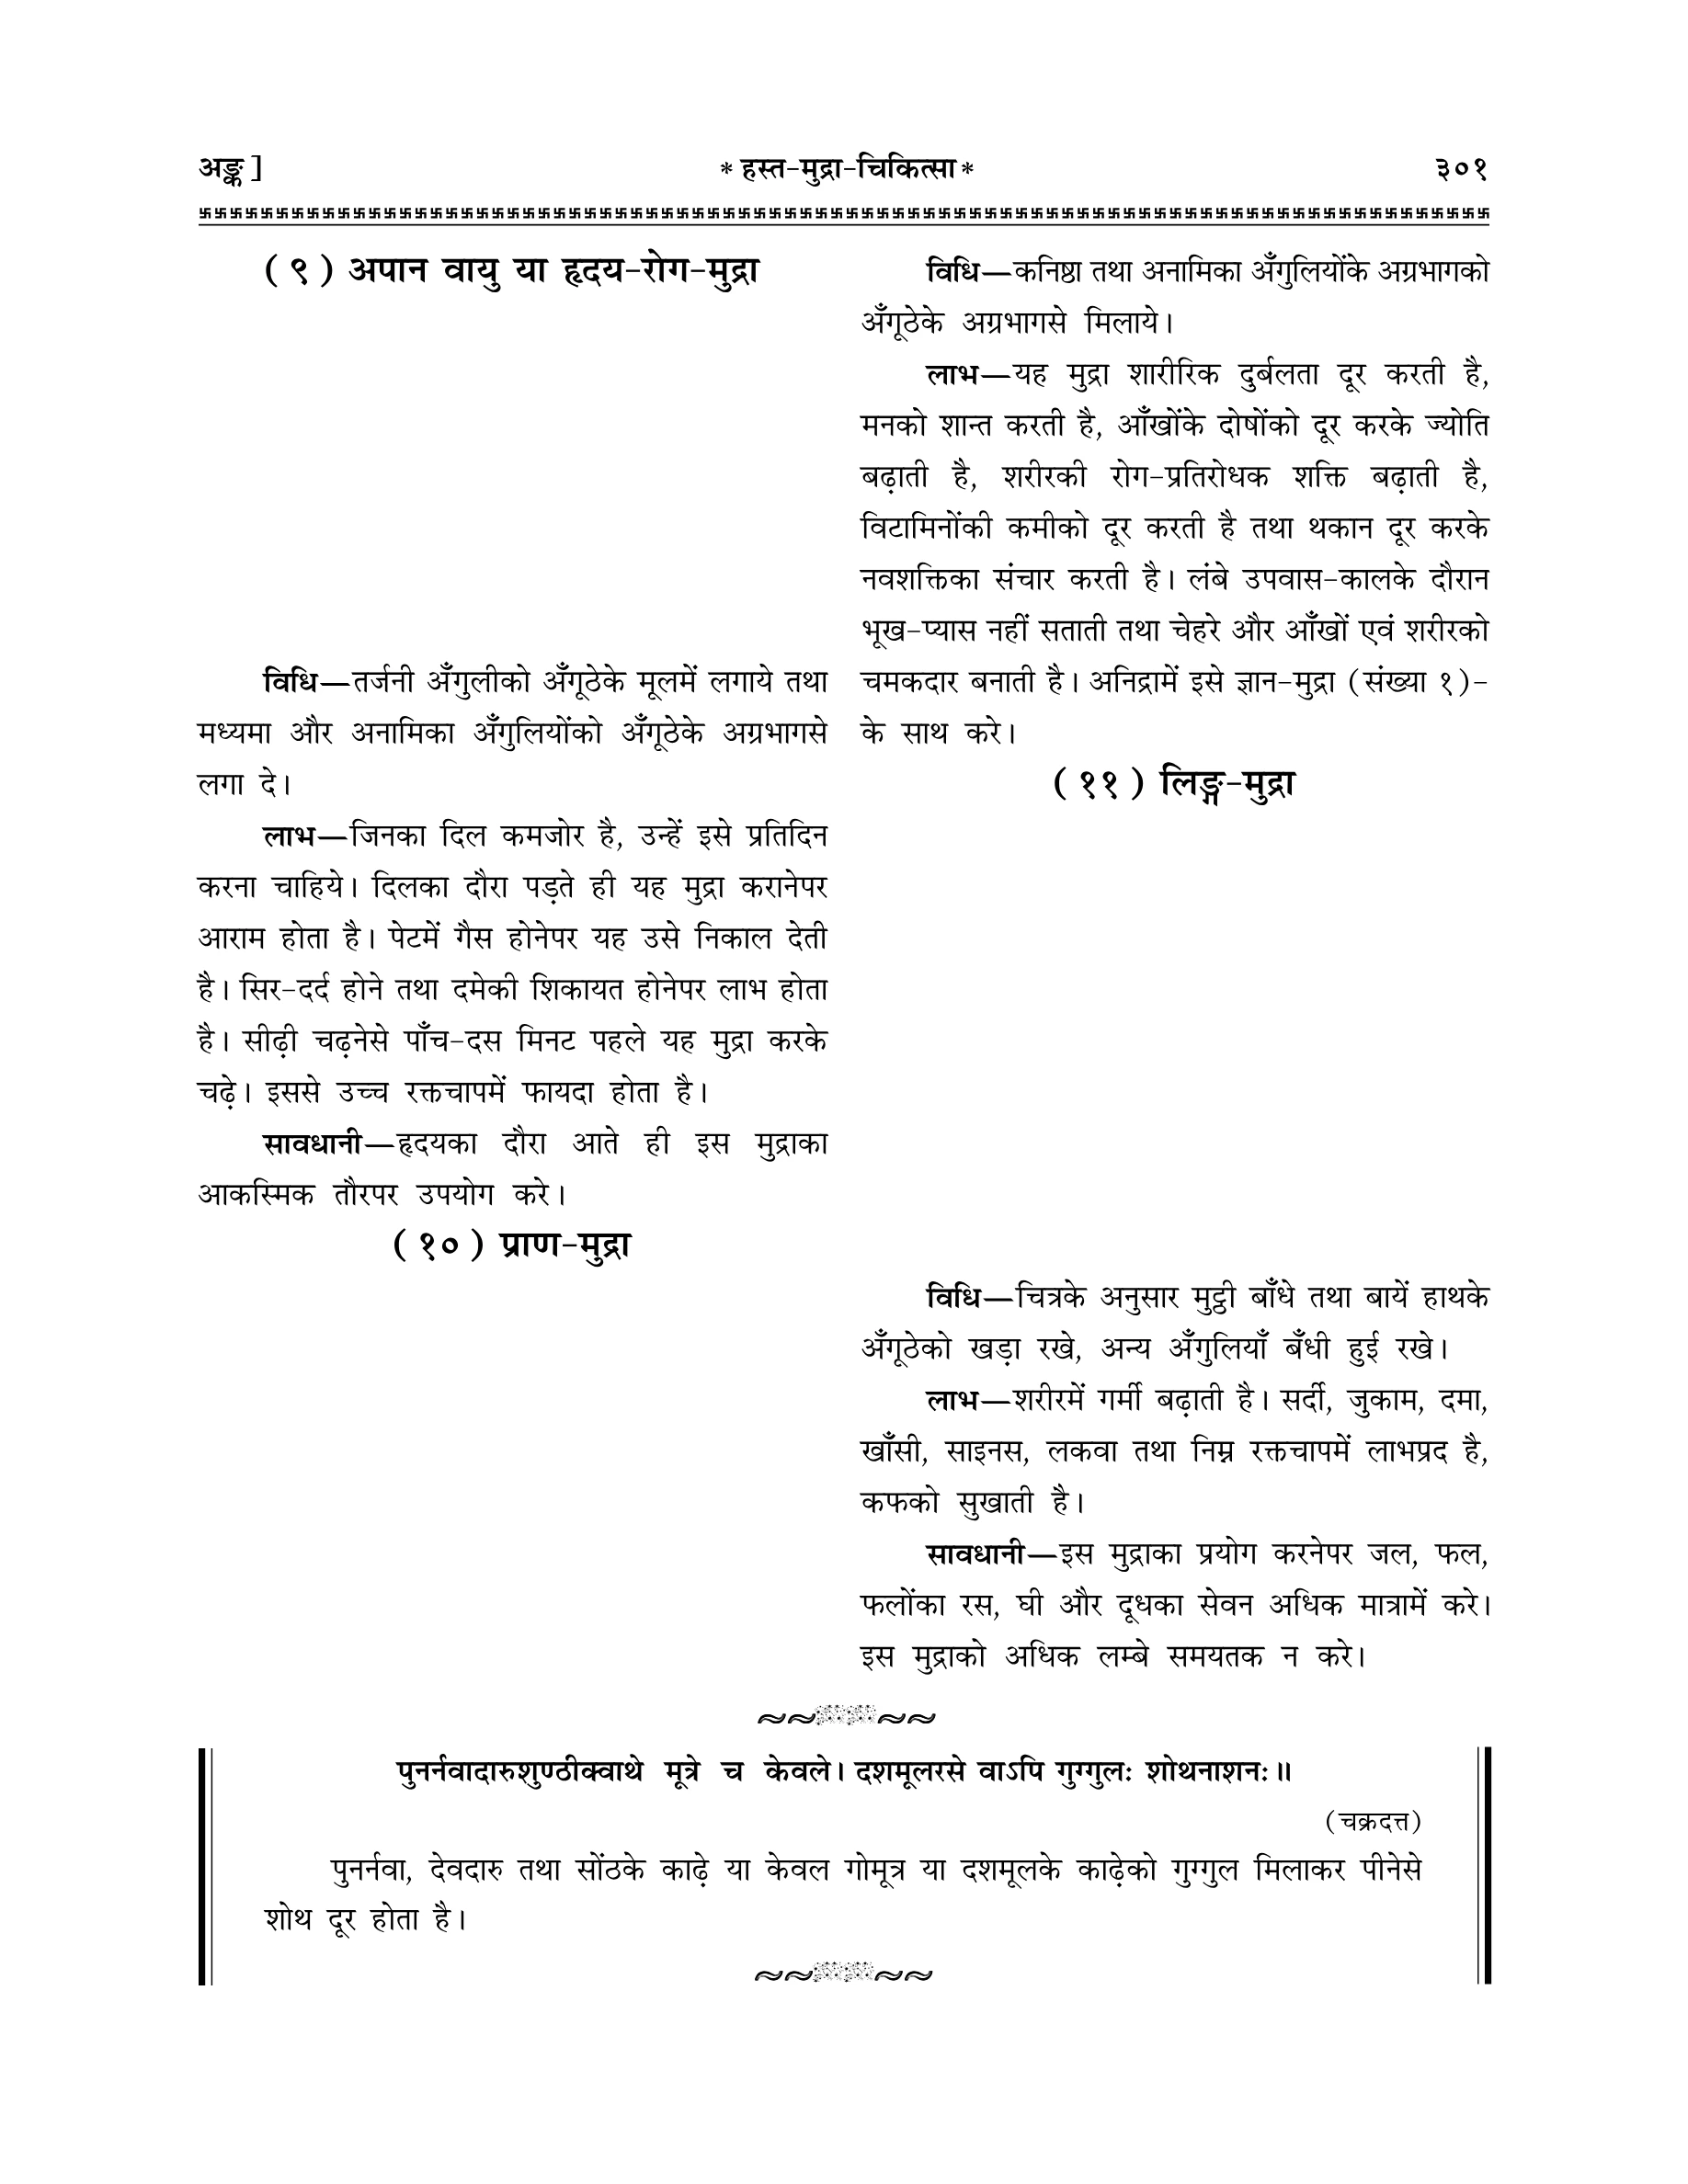 अङ्क ]
* हस्त-मुद्रा-चिकित्सा *
३०१
( ९ ) अपान वायु या हृदय-रोग-मुद्रा
विधि—तर्जनी अँगुलीको अँगूठेके मूलमें लगाये तथा
मध्यमा और अनामिका अँगुलियोंको अँगूठेके अग्रभागसे
लगा दे।
लाभ—जिनका दिल कमजोर है, उन्हें इसे प्रतिदिन
करना चाहिये। दिलका दौरा पड़ते ही यह मुद्रा करानेपर
आराम होता है। पेटमें गैस होनेपर यह उसे निकाल देती
है। सिर-दर्द होने तथा दमेकी शिकायत होनेपर लाभ होता
है। सीढ़ी चढ़नेसे पाँच-दस मिनट पहले यह मुद्रा करके
चढ़े। इससे उच्च रक्तचापमें फायदा होता है।
सावधानी—हृदयका दौरा आते ही इस मुद्राका
आकस्मिक तौरपर उपयोग करे।
( १० ) प्राण-मुद्रा
विधि—कनिष्ठा तथा अनामिका अँगुलियोंके अग्रभागको
अँगूठेके अग्रभागसे मिलाये।
लाभ—यह मुद्रा शारीरिक दुर्बलता दूर करती है,
मनको शान्त करती है, आँखोंके दोषोंको दूर करके ज्योति
बढ़ाती है, शरीरकी रोग-प्रतिरोधक शक्ति बढ़ाती है,
विटामिनोंकी कमीको दूर करती है तथा थकान दूर करके
नवशक्तिका संचार करती है। लंबे उपवास-कालके दौरान
भूख-प्यास नहीं सताती तथा चेहरे और आँखों एवं शरीरको
चमकदार बनाती है। अनिद्रामें इसे ज्ञान-मुद्रा (संख्या १)-
के साथ करे।
( ११ ) लिङ्ग-मुद्रा
विधि—चित्रके अनुसार मुट्ठी बाँधे तथा बायें हाथके
अँगूठेको खड़ा रखे, अन्य अँगुलियाँ बँधी हुई रखे।
लाभ—शरीरमें गर्मी बढ़ाती है। सर्दी, जुकाम, दमा,
खाँसी, साइनस, लकवा तथा निम्न रक्तचापमें लाभप्रद है,
कफको सुखाती है।
सावधानी—इस मुद्राका प्रयोग करनेपर जल, फल,
फलोंका रस, घी और दूधका सेवन अधिक मात्रामें करे।
इस मुद्राको अधिक लम्बे समयतक न करे।
पुनर्नवादारुशुण्ठीक्वाथे मूत्रे च केवले। दशमूलरसे वाऽपि गुग्गुलः शोथनाशनः॥
(चक्रदत्त)
पुनर्नवा, देवदारु तथा सोंठके काढ़े या केवल गोमूत्र या दशमूलके काढ़ेको गुग्गुल मिलाकर पीनेसे
शोथ दूर होता है।